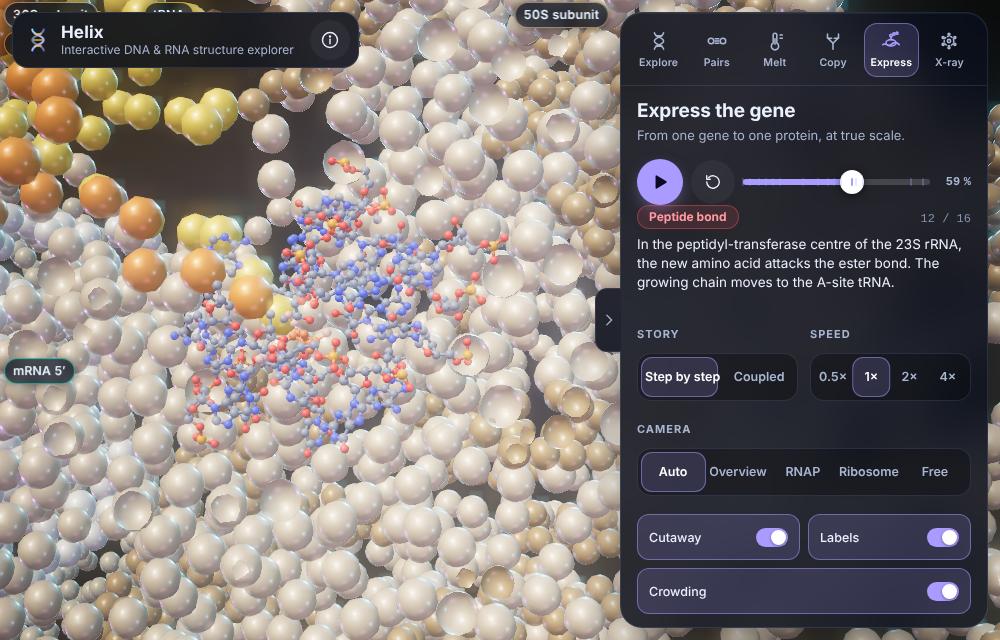 50S subunit
Helix
Interactive DNA & RNA structure explorer
mRNA 5′
Explore
Pairs
Melt
Copy
Express
X-ray
Express the gene
From one gene to one protein, at true scale.
59 %
Peptide bond
12 / 16
In the peptidyl-transferase centre of the 23S rRNA,
the new amino acid attacks the ester bond. The
growing chain moves to the A-site tRNA.
STORY
SPEED
Step by step
Coupled
0.5×
1×
2×
4×
CAMERA
Auto
Overview
RNAP
Ribosome
Free
Cutaway
Labels
Crowding